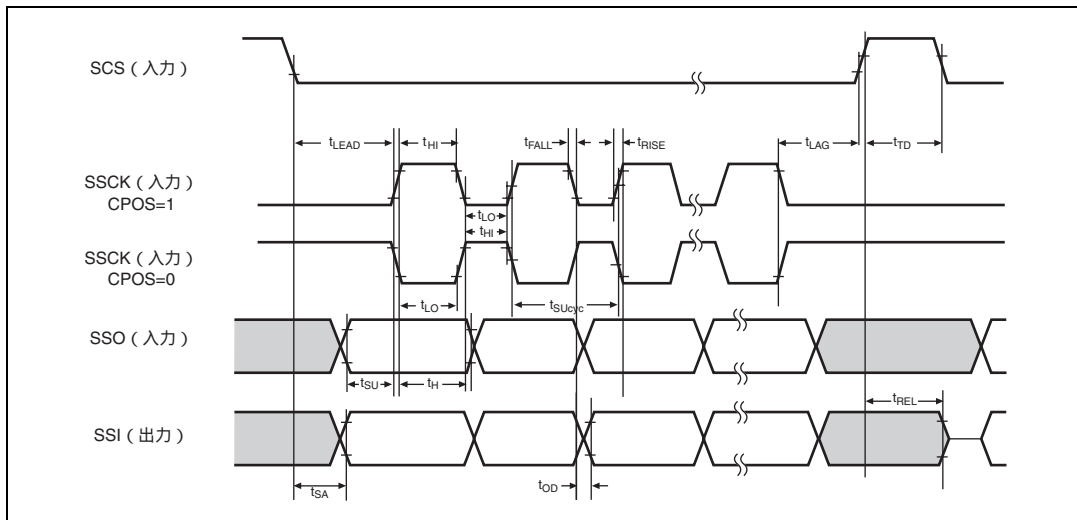 SCS（入力）
tLEAD
tHI
tFALL
tRISE
tLAG
tTD
SSCK（入力）
CPOS=1
tLO
tHI
SSCK（入力）
CPOS=0
tLO
tSUcyc
SSO（入力）
tSU
tH
tREL
SSI（出力）
tSA
tOD